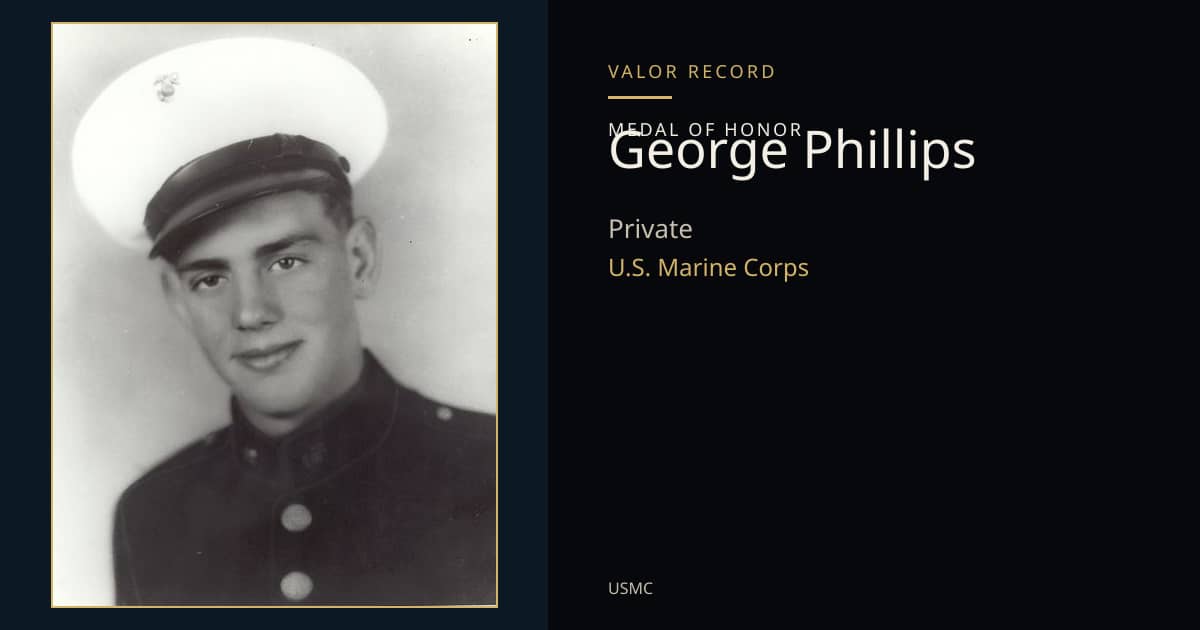 VALOR RECORD
MEDAL OF HONOR
George Phillips
Private
U.S. Marine Corps
USMC